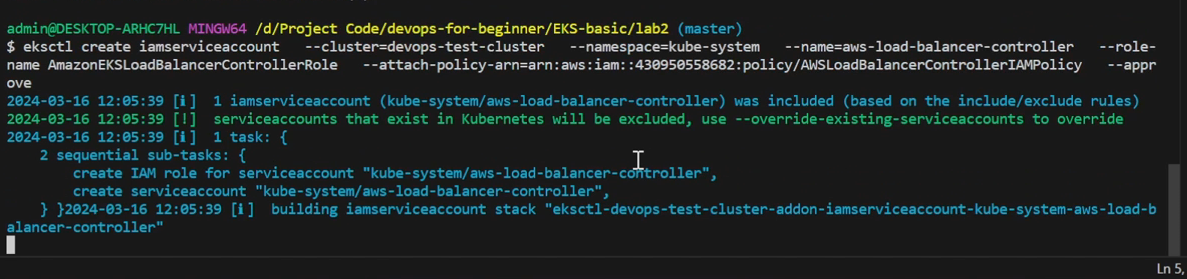 admin@DESKTOP-ARHC7HL MINGW64 /d/Project Code/devops-for-beginner/EKS-basic/lab2 (master)
$ eksctl create iamserviceaccount   --cluster=devops-test-cluster   --namespace=kube-system   --name=aws-load-balancer-controller   --role-
name AmazonEKSLoadBalancerControllerRole   --attach-policy-arn=arn:aws:iam::430950558682:policy/AWSLoadBalancerControllerIAMPolicy   --appr
ove
2024-03-16 12:05:39 [ℹ]  1 iamserviceaccount (kube-system/aws-load-balancer-controller) was included (based on the include/exclude rules)
2024-03-16 12:05:39 [!]  serviceaccounts that exist in Kubernetes will be excluded, use --override-existing-serviceaccounts to override
2024-03-16 12:05:39 [ℹ]  1 task: {
    2 sequential sub-tasks: {
        create IAM role for serviceaccount "kube-system/aws-load-balancer-controller",
        create serviceaccount "kube-system/aws-load-balancer-controller",
    } }2024-03-16 12:05:39 [ℹ]  building iamserviceaccount stack "eksctl-devops-test-cluster-addon-iamserviceaccount-kube-system-aws-load-b
alancer-controller"
Ln 5,